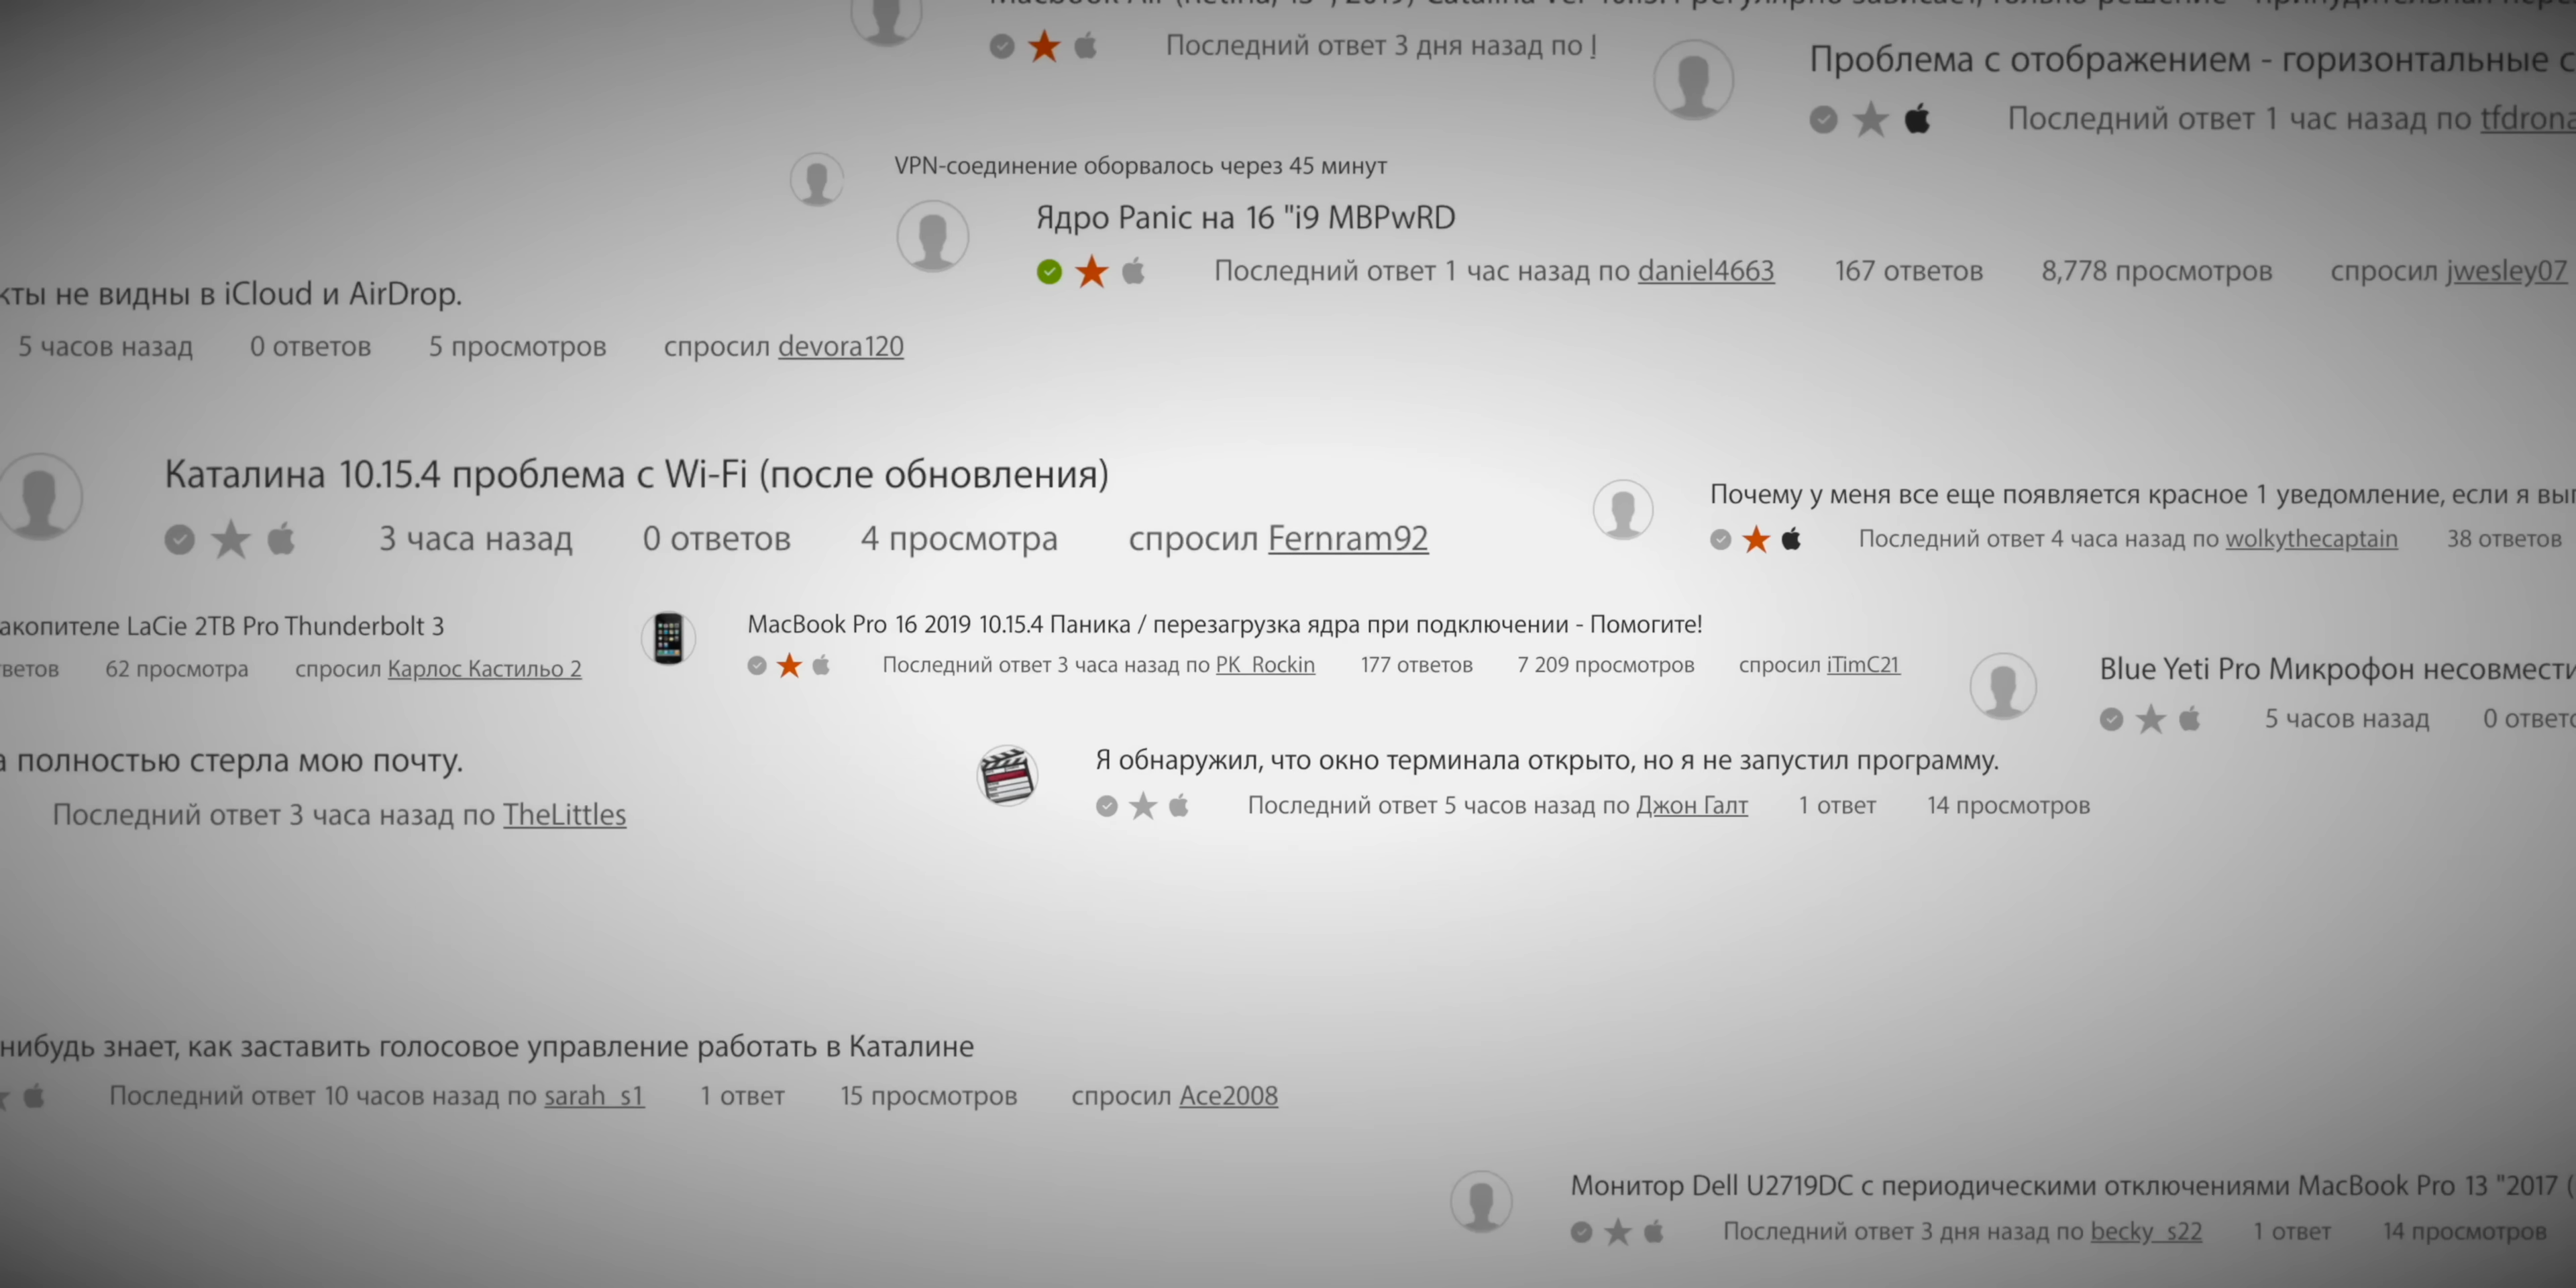 Последний ответ 3 дня назад по !
Проблема с отображением - горизонтальные
Последний ответ 1 час назад по
VPN-соединение оборвалось через 45 минут
Ядро Panic на 16 "i9 MBPwRD
Последний ответ 1 час назад по daniel4663 167 ответов 8,778 просмотров спросил jwesley07
не видны в iCloud и AirDrop.
5 часов назад 0 ответов 5 просмотров спросил devora120
Каталина 10.15.4 проблема с Wi-Fi (после обновления)
3 часа назад 0 ответов 4 просмотра спросил Fernram92
Почему у меня все еще появляется красное 1 уведомление, если я
Последний ответ 4 часа назад по wolkythecaptain 38 ответов
LaCie 2TB Pro Thunderbolt 3
62 просмотра спросил Карлос Кастильо 2
MacBook Pro 16 2019 10.15.4 Паника / перезагрузка ядра при подключении - Помогите!
Последний ответ 3 часа назад по PK_Rockin 177 ответов 7 209 просмотров спросил iTimC21
Blue Yeti Pro Микрофон
5 часов назад 0
полностью стерла мою почту.
Последний ответ 3 часа назад по TheLittles
Я обнаружил, что окно терминала открыто, но я не запустил программу.
Последний ответ 5 часов назад по Джон Галт 1 ответ 14 просмотров
нибудь знает, как заставить голосовое управление работать в Каталине
Последний ответ 10 часов назад по sarah_s1 1 ответ 15 просмотров спросил Ace2008
Монитор Dell U2719DC с периодическими отключениями MacBook Pro 13 "2017 (
Последний ответ 3 дня назад по becky_s22 1 ответ 14 просмотров